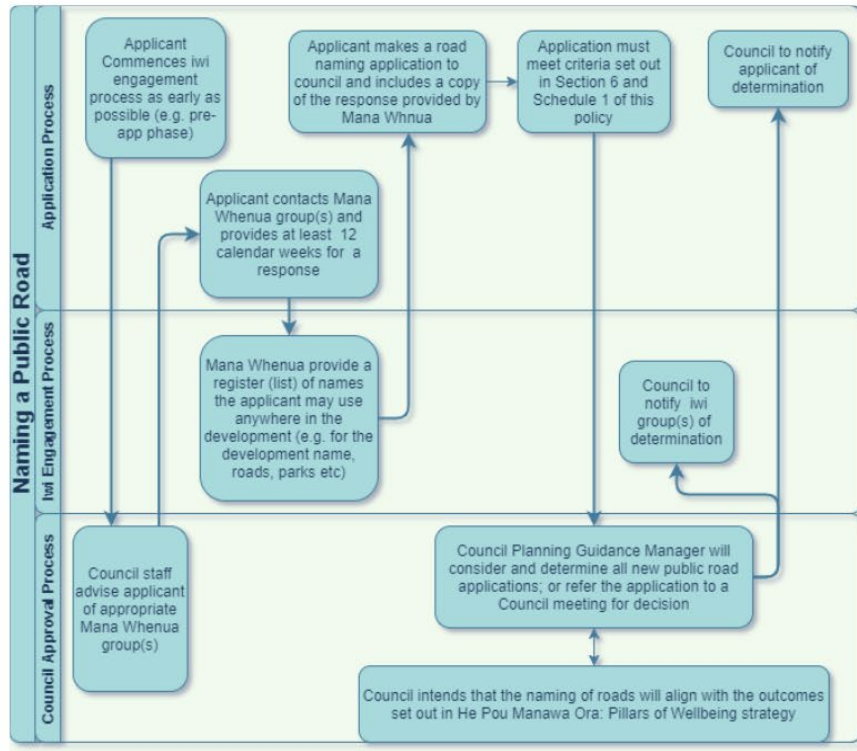 Naming a Public Road
Application Process
Applicant
Commences iwi
engagement
process as early as
possible (e.g. pre-
app phase)
Applicant makes a road
naming application to
council and includes a copy
of the response provided by
Mana Whnua
Application must
meet criteria set out
in Section 6 and
Schedule 1 of this
policy
Council to notify
applicant of
determination
Applicant contacts Mana
Whenua group(s) and
provides at least 12
calendar weeks for a
response
Iwi Engagement Process
Mana Whenua provide a
register (list) of names
the applicant may use
anywhere in the
development (e.g. for the
development name,
roads, parks etc)
Council to
notify iwi
group(s) of
determination
Council Approval Process
Council staff
advise applicant
of appropriate
Mana Whenua
group(s)
Council Planning Guidance Manager will
consider and determine all new public road
applications; or refer the application to a
Council meeting for decision
Council intends that the naming of roads will align with the outcomes
set out in He Pou Manawa Ora: Pillars of Wellbeing strategy